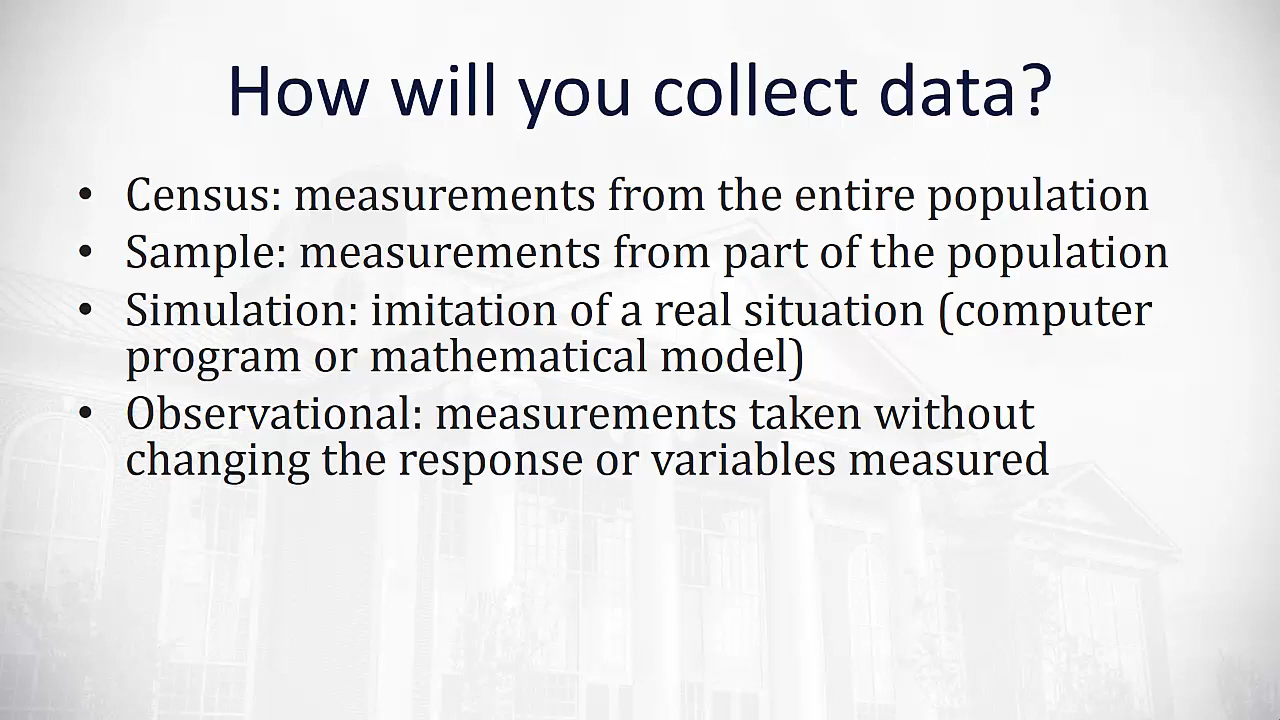 How will you collect data?
• Census: measurements from the entire population
• Sample: measurements from part of the population
• Simulation: imitation of a real situation (computer
program or mathematical model)
• Observational: measurements taken without
changing the response or variables measured